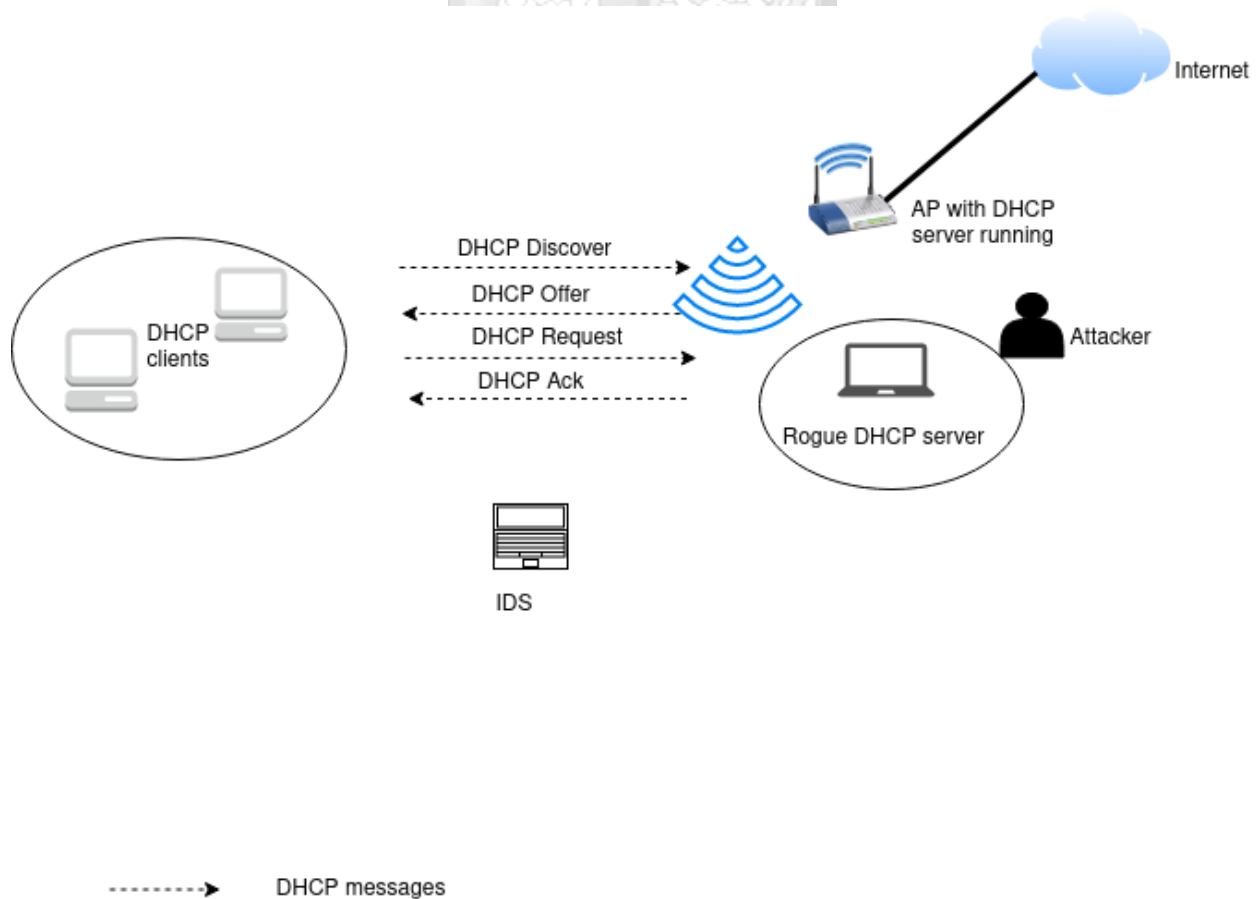 Internet
AP with DHCP
server running
DHCP Discover
DHCP Offer
DHCP Request
DHCP Ack
DHCP
clients
Attacker
Rogue DHCP server
IDS
DHCP messages